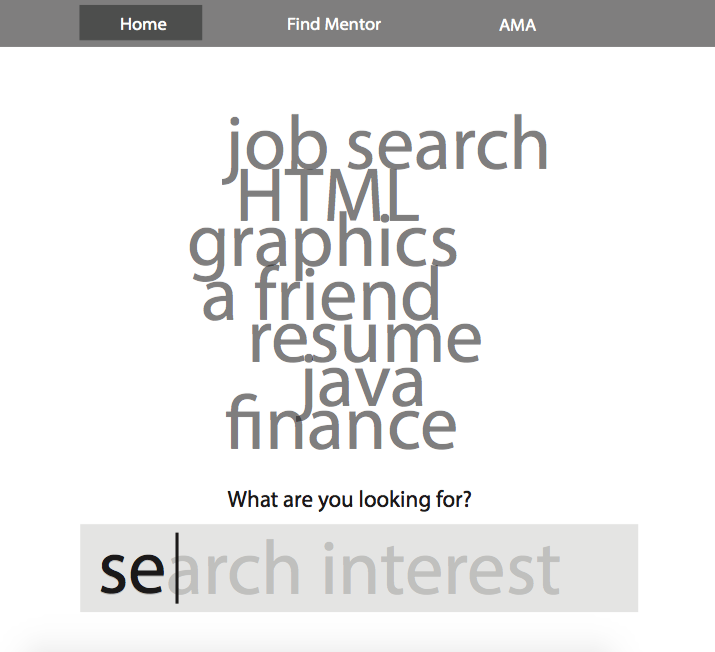 Home Find Mentor AMA
job search
HTML
graphics
a friend
resume
java
finance
What are you looking for?
search interest